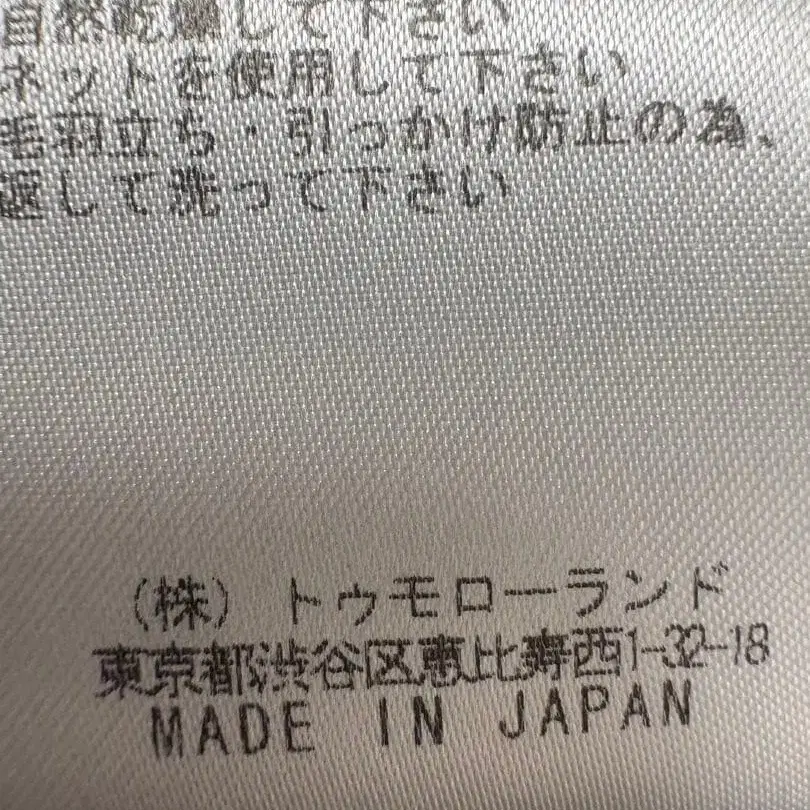 自然乾燥して下さい
ネットを使用して下さい
毛羽立ち・引っかけ防止の為、
返して洗って下さい
(株)トゥモローランド
東京都渋谷区恵比寿西1-32-18
MADE IN JAPAN